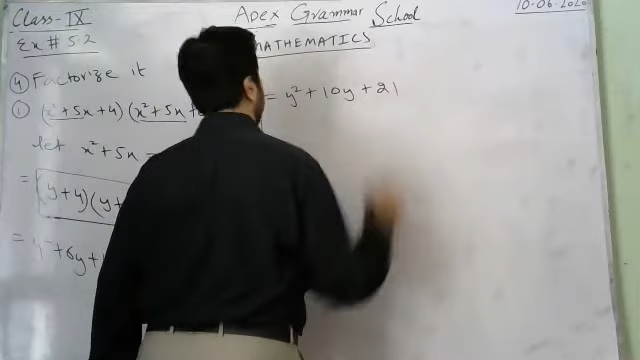 Class-IX
Apex Grammar School
10-06-2020
Ex # 5.2
MATHEMATICS
④ Factorize it
① (x²+5x+4)(x²+5x+
= y²+10y+21
let x²+5x =
= (y+4)(y+
= y²+6y+